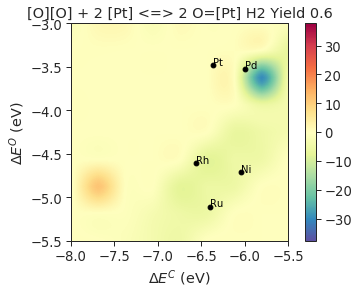 [O][O] + 2 [Pt] <=> 2 O=[Pt] H2 Yield 0.6
−3.0
−3.5
−4.0
−4.5
−5.0
−5.5
ΔE^O (eV)
Pt
Pd
Rh
Ni
Ru
−8.0 −7.5 −7.0 −6.5 −6.0 −5.5
ΔE^C (eV)
30
20
10
0
−10
−20
−30